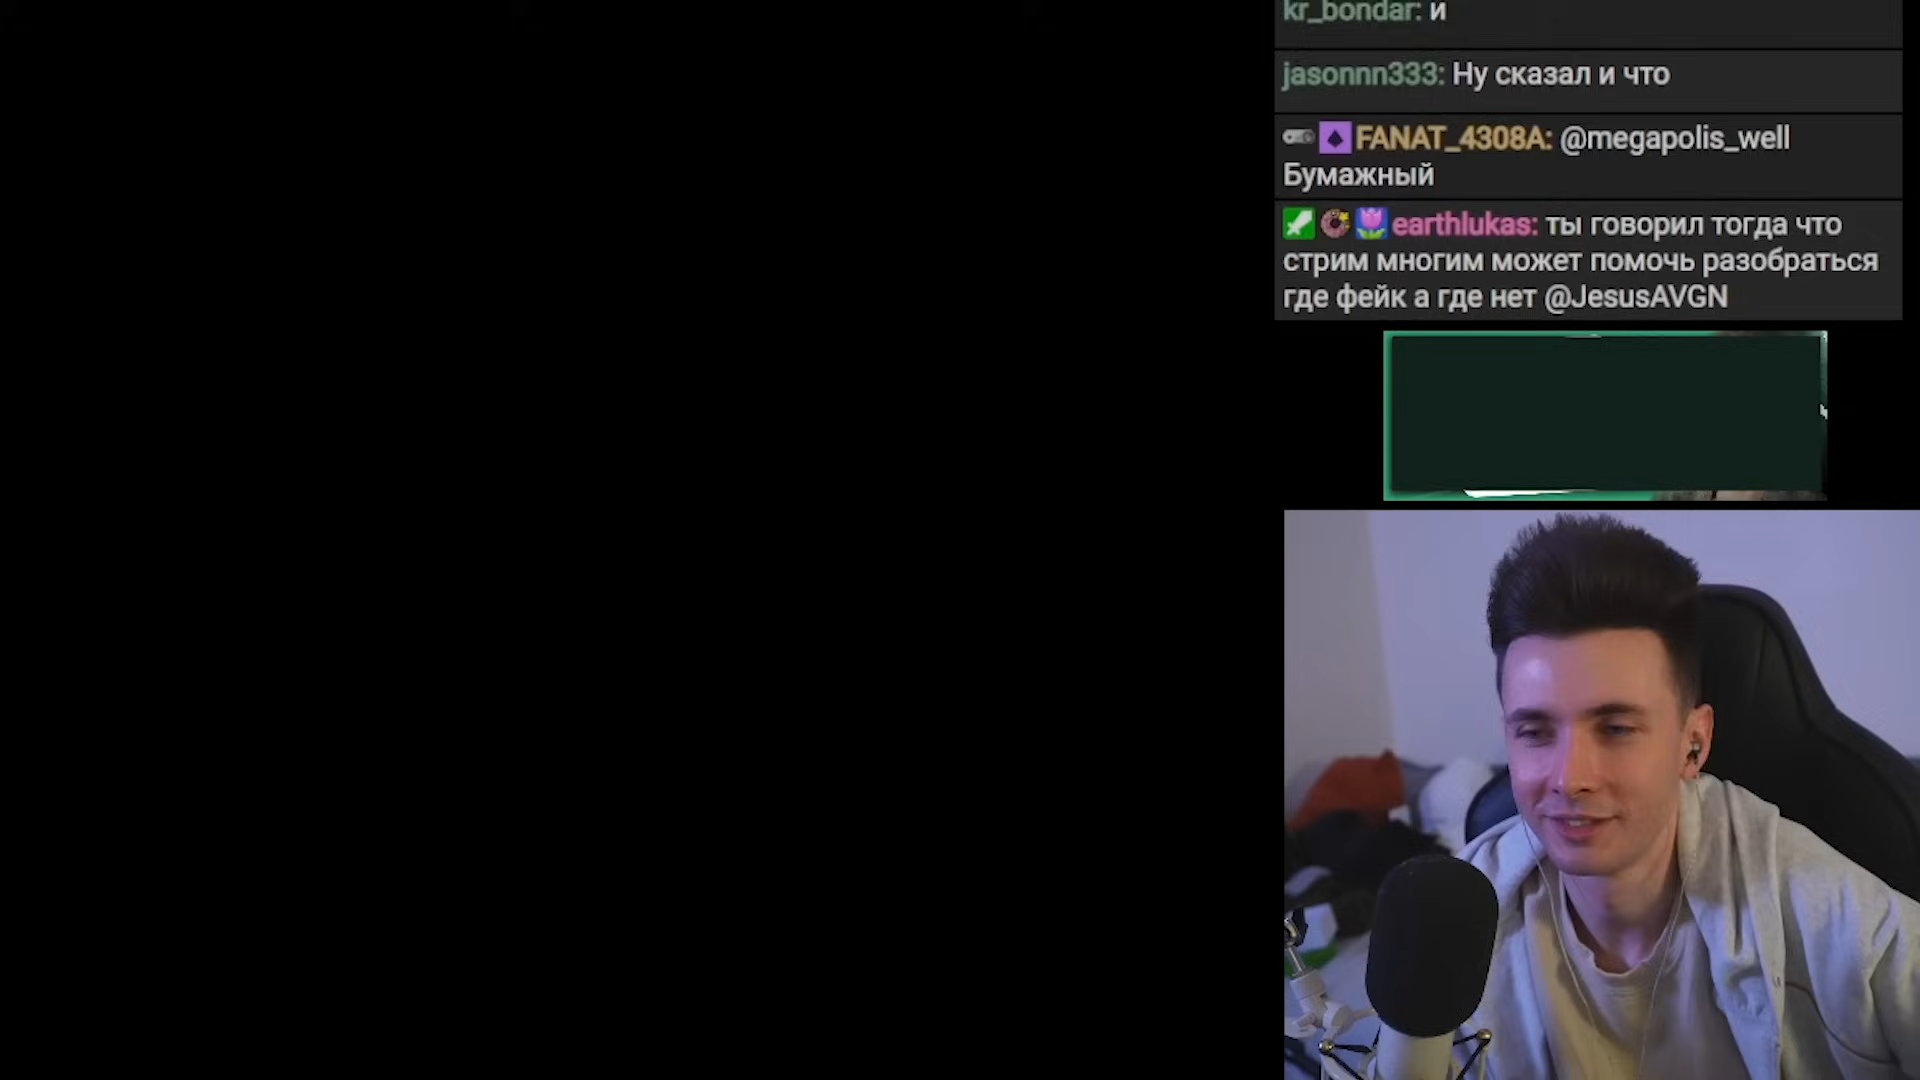 kr_bondar: и
jasonnn333: Ну сказал и что
FANAT_4308A: @megapolis_well
Бумажный
earthlukas: ты говорил тогда что
стрим многим может помочь разобраться
где фейк а где нет @JesusAVGN